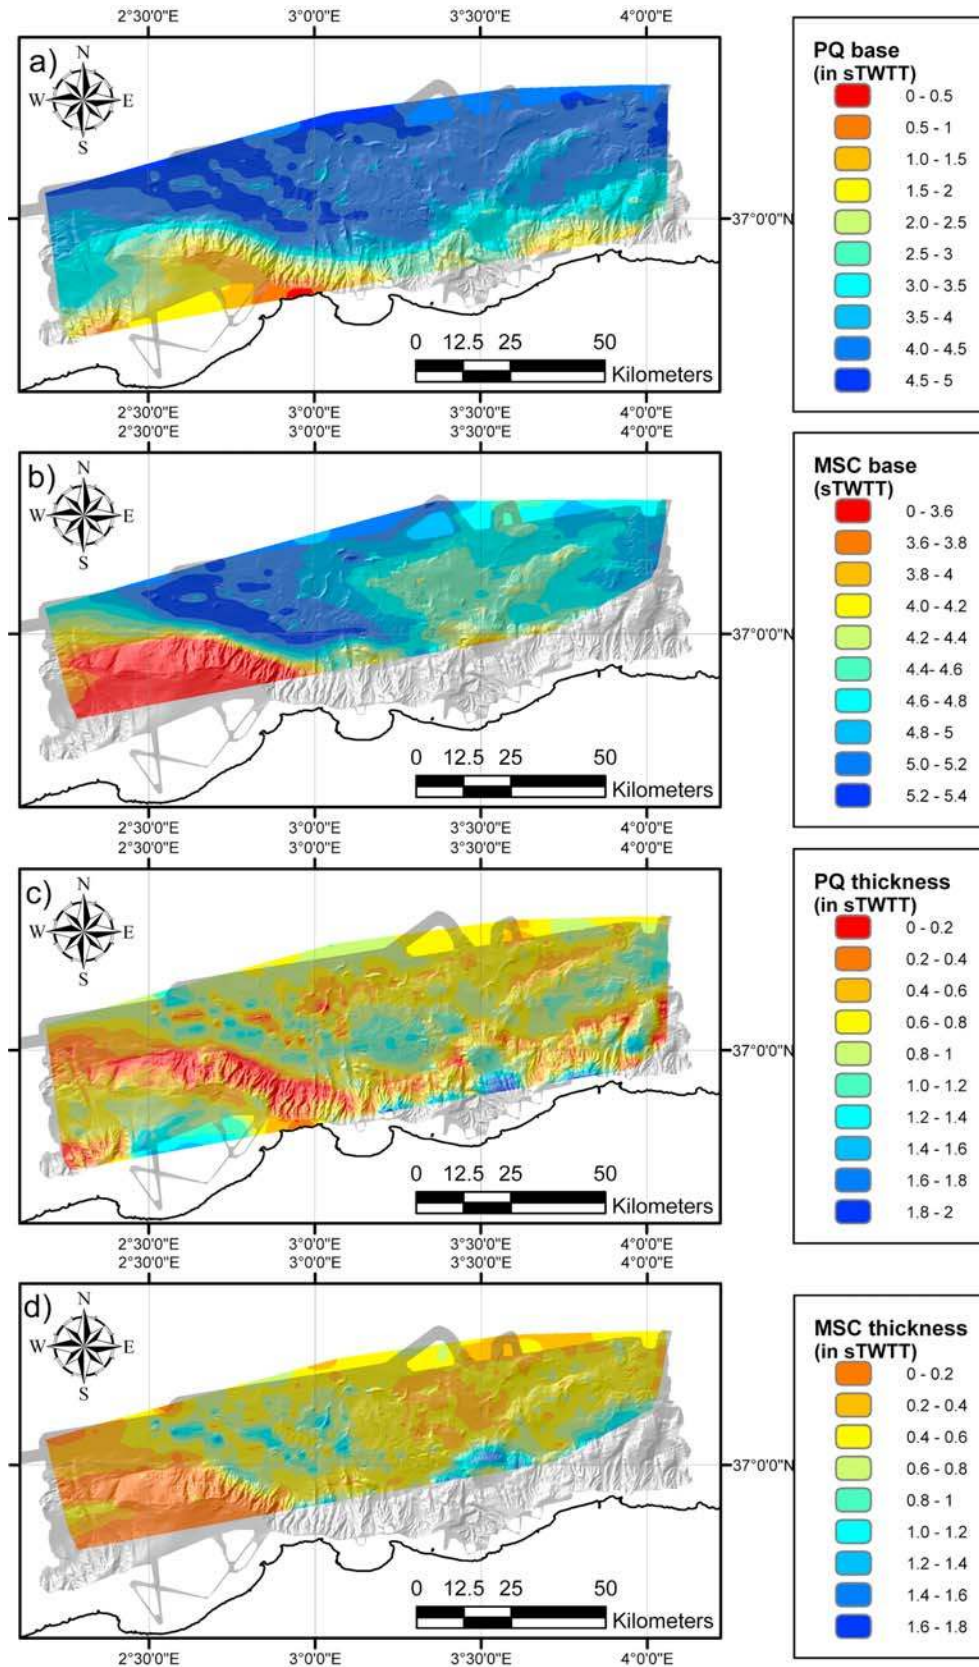 2°30'0"E 3°0'0"E 3°30'0"E 4°0'0"E
a)
N
W E
S
37°0'0"N
0 12.5 25 50
Kilometers
2°30'0"E 3°0'0"E 3°30'0"E 4°0'0"E
PQ base
(in sTWTT)
0 - 0.5
0.5 - 1
1.0 - 1.5
1.5 - 2
2.0 - 2.5
2.5 - 3
3.0 - 3.5
3.5 - 4
4.0 - 4.5
4.5 - 5
2°30'0"E 3°0'0"E 3°30'0"E 4°0'0"E
b)
N
W E
S
37°0'0"N
0 12.5 25 50
Kilometers
2°30'0"E 3°0'0"E 3°30'0"E 4°0'0"E
MSC base
(sTWTT)
0 - 3.6
3.6 - 3.8
3.8 - 4
4.0 - 4.2
4.2 - 4.4
4.4- 4.6
4.6 - 4.8
4.8 - 5
5.0 - 5.2
5.2 - 5.4
2°30'0"E 3°0'0"E 3°30'0"E 4°0'0"E
c)
N
W E
S
37°0'0"N
0 12.5 25 50
Kilometers
2°30'0"E 3°0'0"E 3°30'0"E 4°0'0"E
PQ thickness
(in sTWTT)
0 - 0.2
0.2 - 0.4
0.4 - 0.6
0.6 - 0.8
0.8 - 1
1.0 - 1.2
1.2 - 1.4
1.4 - 1.6
1.6 - 1.8
1.8 - 2
2°30'0"E 3°0'0"E 3°30'0"E 4°0'0"E
d)
N
W E
S
37°0'0"N
0 12.5 25 50
Kilometers
2°30'0"E 3°0'0"E 3°30'0"E 4°0'0"E
MSC thickness
(in sTWTT)
0 - 0.2
0.2 - 0.4
0.4 - 0.6
0.6 - 0.8
0.8 - 1
1.0 - 1.2
1.2 - 1.4
1.4 - 1.6
1.6 - 1.8